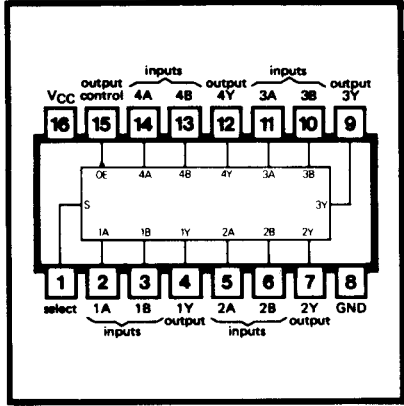 inputs inputs
output output output
VCC control 4A 4B 4Y 3A 3B 3Y
16 15 14 13 12 11 10 9
OE 4A 4B 4Y 3A 3B
S 3Y
1A 1B 1Y 2A 2B 2Y
1 2 3 4 5 6 7 8
select 1A 1B 1Y 2A 2B 2Y GND
inputs output inputs output